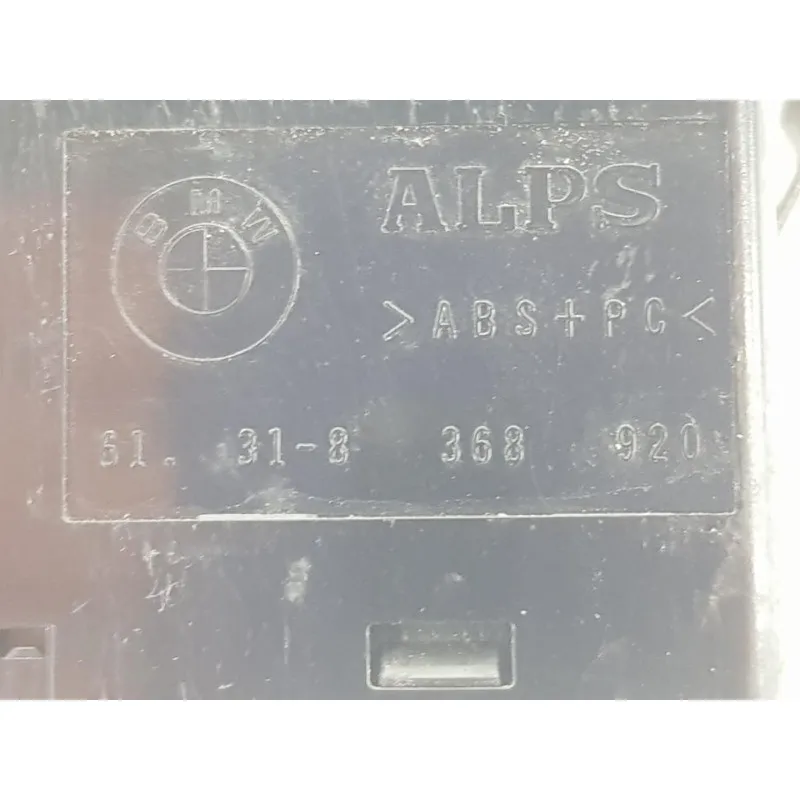 BMW
ALPS
>ABS+PC<
61. 31-8 368 920